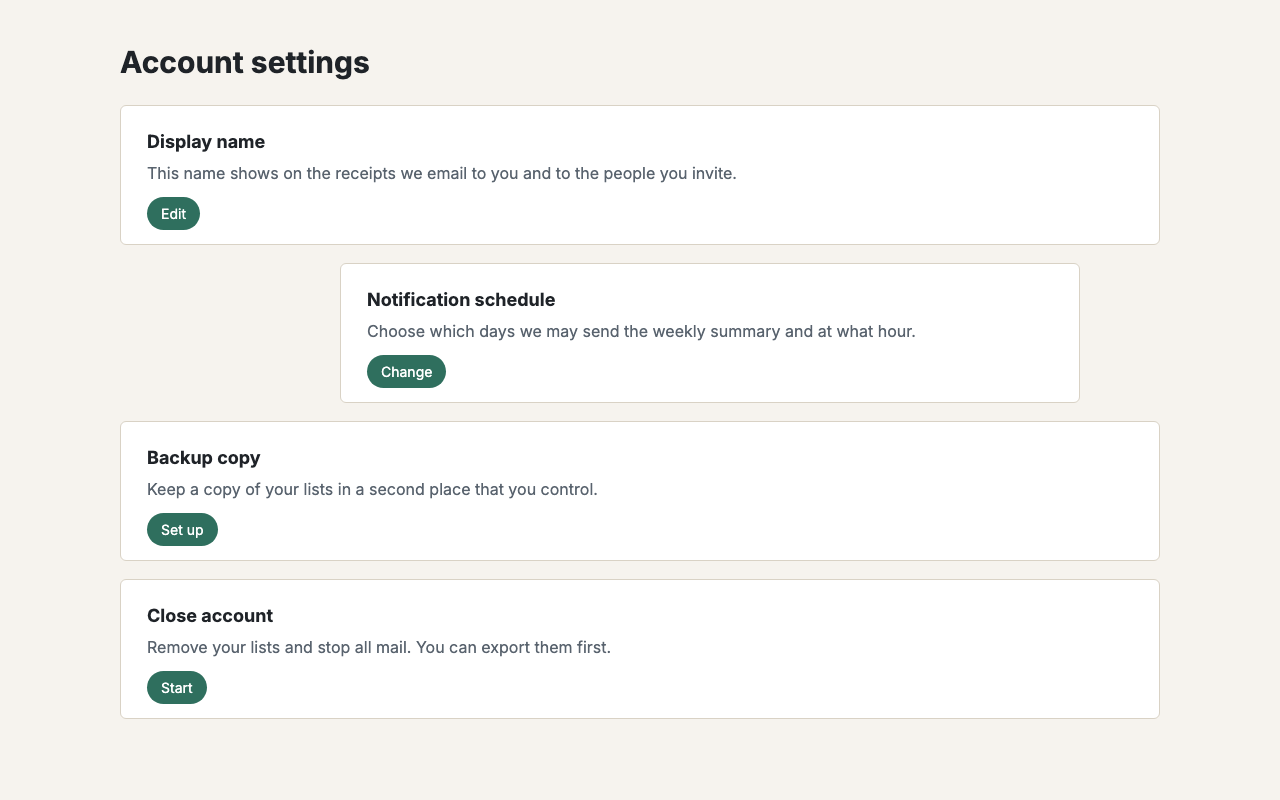 Account settings
Display name
This name shows on the receipts we email to you and to the people you invite.
Edit
Notification schedule
Choose which days we may send the weekly summary and at what hour.
Change
Backup copy
Keep a copy of your lists in a second place that you control.
Set up
Close account
Remove your lists and stop all mail. You can export them first.
Start